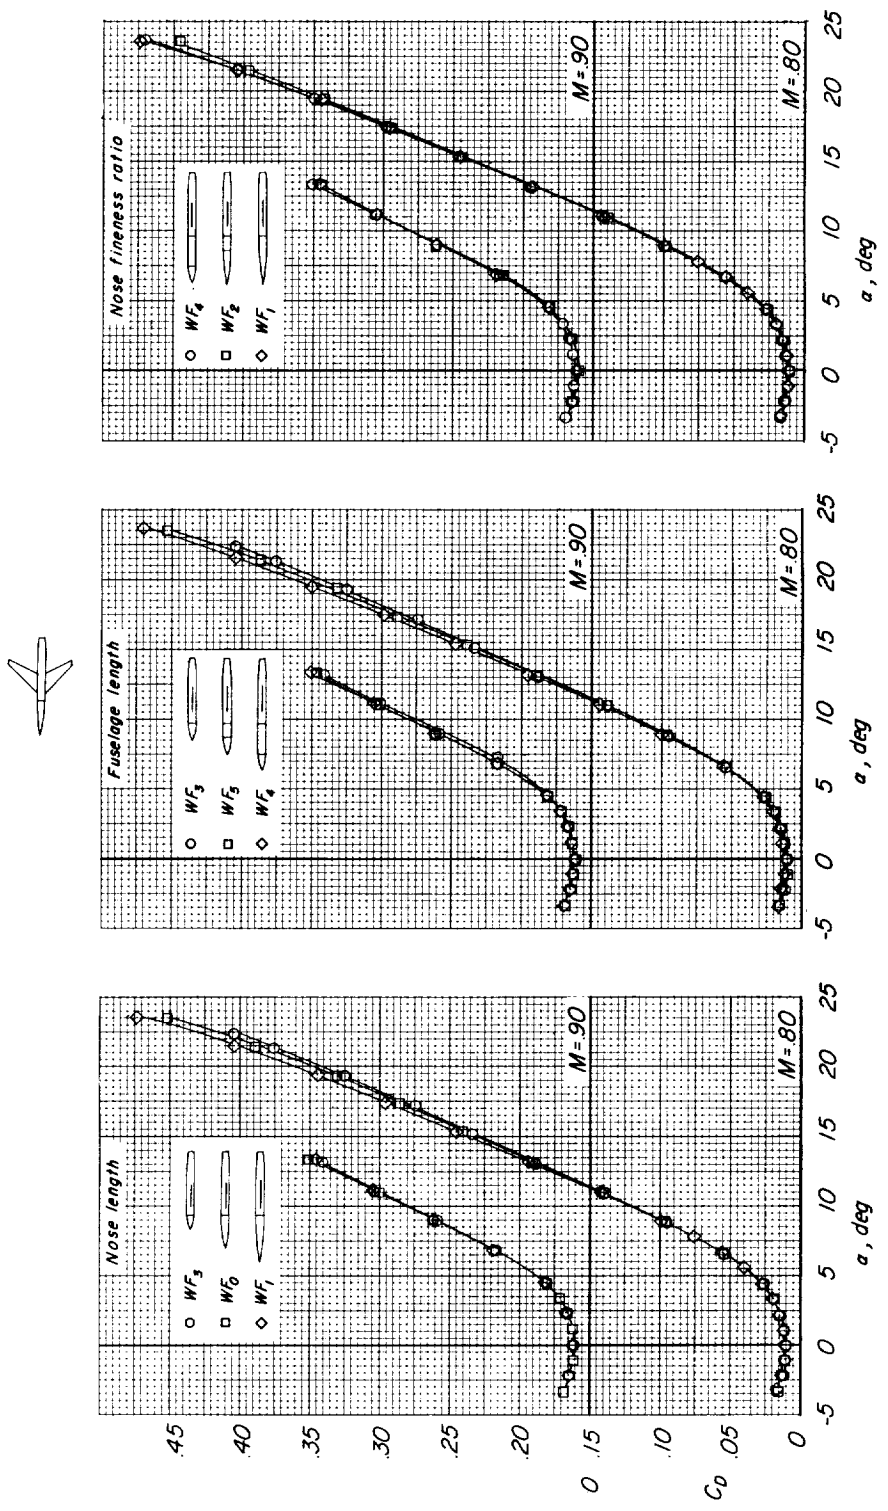 Nose length
○ WF₃
□ WF₀
◇ WF₁
M=.90
M=.80
.45
.40
.35
.30
.25
.20
0 .15
.10
C_D .05
0
-5 0 5 10 15 20 25
α, deg
Fuselage length
○ WF₃
□ WF₅
◇ WF₄
M=.90
M=.80
-5 0 5 10 15 20 25
α, deg
Nose fineness ratio
○ WF₄
□ WF₂
◇ WF₁
M=.90
M=.80
-5 0 5 10 15 20 25
α, deg